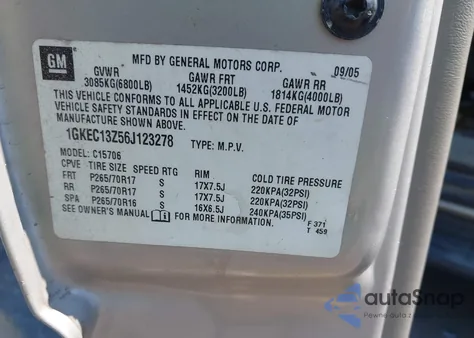 GM
MFD BY GENERAL MOTORS CORP.
09/05
GVWR GAWR FRT GAWR RR
3085KG(6800LB) 1452KG(3200LB) 1814KG(4000LB)
THIS VEHICLE CONFORMS TO ALL APPLICABLE U.S. FEDERAL MOTOR
VEHICLE SAFETY STANDARDS IN EFFECT ON THE DATE OF
MANUFACTURE SHOWN ABOVE.
1GKEC13Z56J123278 TYPE: M.P.V.
MODEL: C15706
CPVE TIRE SIZE SPEED RTG RIM COLD TIRE PRESSURE
FRT P265/70R17 S 17X7.5J 220KPA(32PSI)
RR P265/70R17 S 17X7.5J 220KPA(32PSI)
SPA P265/70R16 S 16X6.5J 240KPA(35PSI)
SEE OWNER'S MANUAL FOR MORE INFORMATION.
F 371
T 459
autoSnap
Pewne auta z